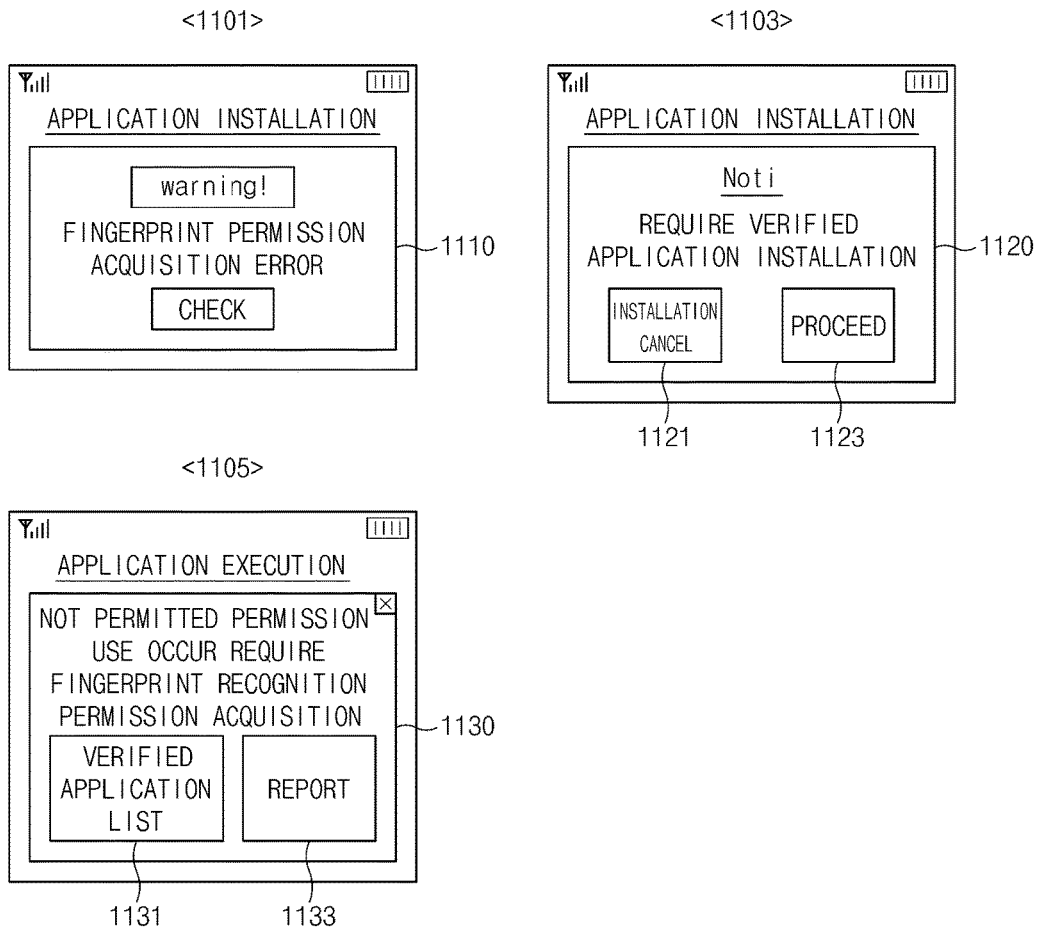 <1101>
APPLICATION INSTALLATION
warning!
FINGERPRINT PERMISSION
ACQUISITION ERROR
CHECK
1110
<1103>
APPLICATION INSTALLATION
Noti
REQUIRE VERIFIED
APPLICATION INSTALLATION
1120
INSTALLATION
CANCEL
PROCEED
1121
1123
<1105>
APPLICATION EXECUTION
NOT PERMITTED PERMISSION
USE OCCUR REQUIRE
FINGERPRINT RECOGNITION
PERMISSION ACQUISITION
1130
VERIFIED
APPLICATION
LIST
REPORT
1131
1133